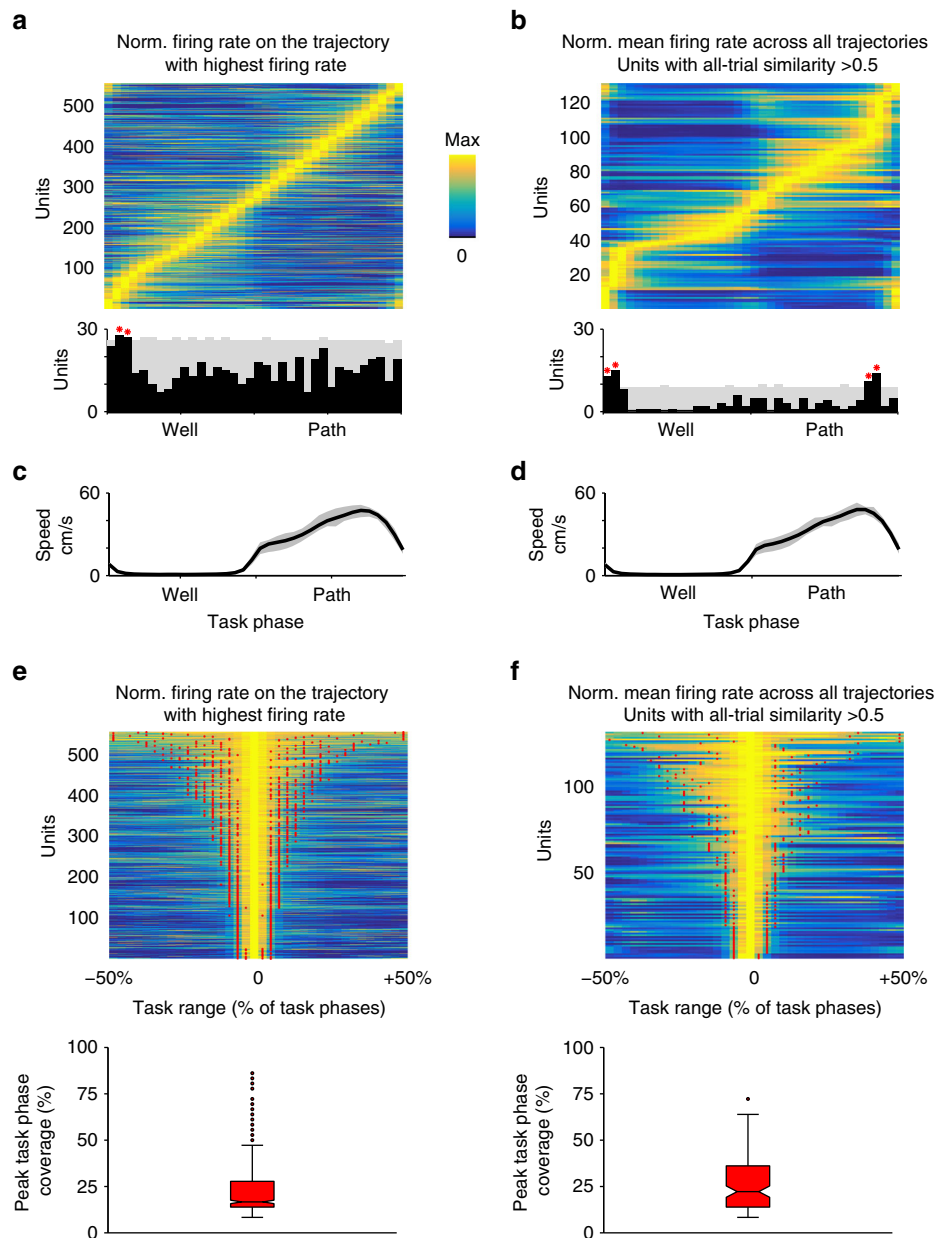 a
Norm. firing rate on the trajectory
with highest firing rate
Units
500
400
300
200
100
Max
0
Units
30
0
* *
Well
Path
b
Norm. mean firing rate across all trajectories
Units with all-trial similarity >0.5
Units
120
100
80
60
40
20
Units
30
0
* * * *
Well
Path
c
Speed
cm/s
60
0
Well
Path
Task phase
d
Speed
cm/s
60
0
Well
Path
Task phase
e
Norm. firing rate on the trajectory
with highest firing rate
Units
500
400
300
200
100
−50%
0
+50%
Task range (% of task phases)
Peak task phase
coverage (%)
100
75
50
25
0
f
Norm. mean firing rate across all trajectories
Units with all-trial similarity >0.5
Units
100
50
−50%
0
+50%
Task range (% of task phases)
Peak task phase
coverage (%)
100
75
50
25
0